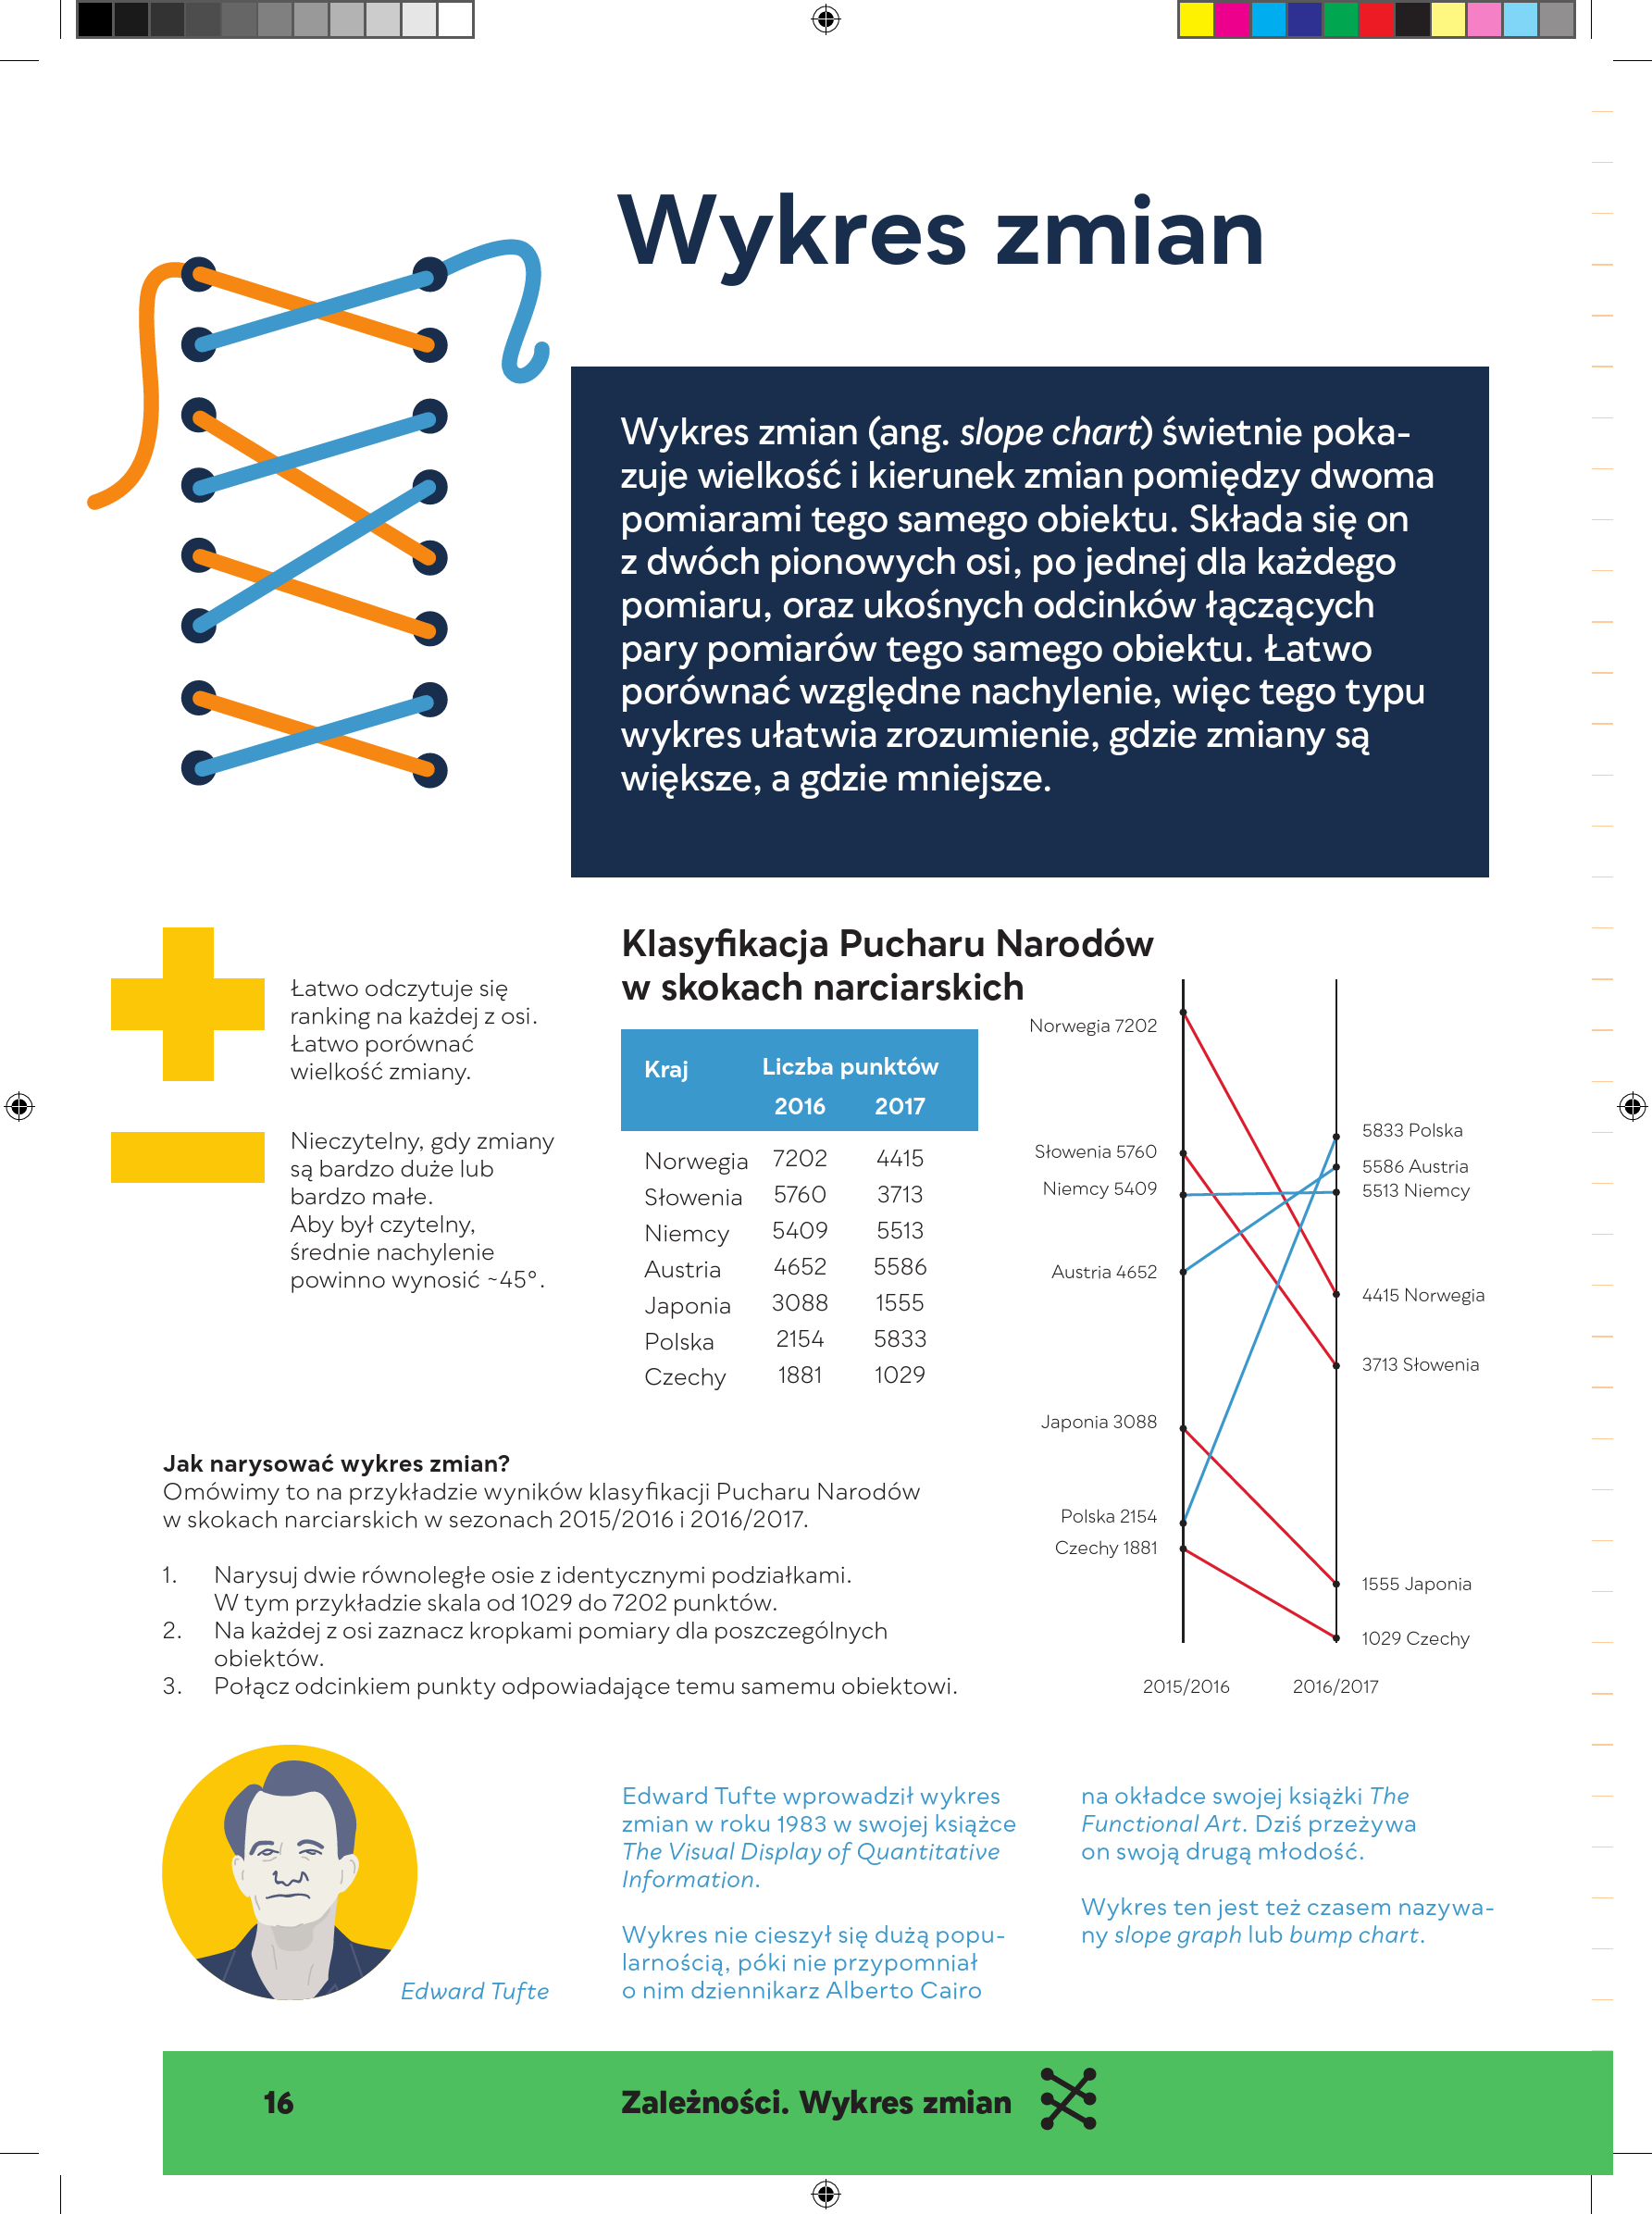 Wykres zmian
Wykres zmian (ang. slope chart) świetnie poka-
zuje wielkość i kierunek zmian pomiędzy dwoma
pomiarami tego samego obiektu. Składa się on
z dwóch pionowych osi, po jednej dla każdego
pomiaru, oraz ukośnych odcinków łączących
pary pomiarów tego samego obiektu. Łatwo
porównać względne nachylenie, więc tego typu
wykres ułatwia zrozumienie, gdzie zmiany są
większe, a gdzie mniejsze.
Łatwo odczytuje się
ranking na każdej z osi.
Łatwo porównać
wielkość zmiany.
Nieczytelny, gdy zmiany
są bardzo duże lub
bardzo małe.
Aby był czytelny,
średnie nachylenie
powinno wynosić ~45°.
Klasyfikacja Pucharu Narodów
w skokach narciarskich
Kraj Liczba punktów
2016 2017
Norwegia 7202 4415
Słowenia 5760 3713
Niemcy 5409 5513
Austria 4652 5586
Japonia 3088 1555
Polska 2154 5833
Czechy 1881 1029
Norwegia 7202
Słowenia 5760
Niemcy 5409
Austria 4652
Japonia 3088
Polska 2154
Czechy 1881
5833 Polska
5586 Austria
5513 Niemcy
4415 Norwegia
3713 Słowenia
1555 Japonia
1029 Czechy
2015/2016 2016/2017
Jak narysować wykres zmian?
Omówimy to na przykładzie wyników klasyfikacji Pucharu Narodów
w skokach narciarskich w sezonach 2015/2016 i 2016/2017.
1. Narysuj dwie równoległe osie z identycznymi podziałkami.
W tym przykładzie skala od 1029 do 7202 punktów.
2. Na każdej z osi zaznacz kropkami pomiary dla poszczególnych
obiektów.
3. Połącz odcinkiem punkty odpowiadające temu samemu obiektowi.
Edward Tufte
Edward Tufte wprowadził wykres
zmian w roku 1983 w swojej książce
The Visual Display of Quantitative
Information.
Wykres nie cieszył się dużą popu-
larnością, póki nie przypomniał
o nim dziennikarz Alberto Cairo
na okładce swojej książki The
Functional Art. Dziś przeżywa
on swoją drugą młodość.
Wykres ten jest też czasem nazywa-
ny slope graph lub bump chart.
16
Zależności. Wykres zmian